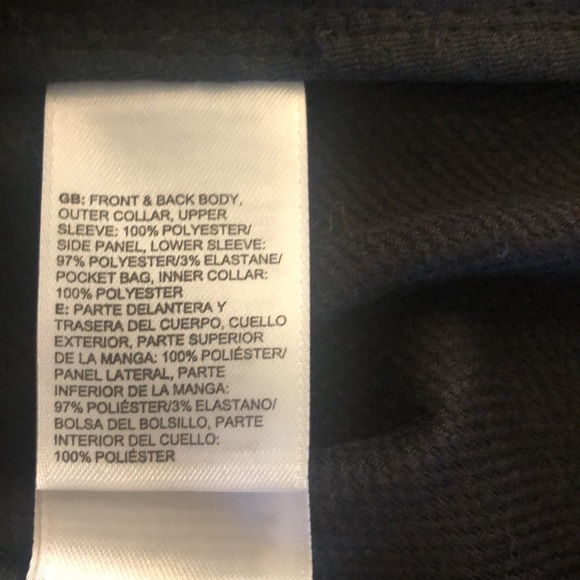 GB: FRONT & BACK BODY,
OUTER COLLAR, UPPER
SLEEVE: 100% POLYESTER/
SIDE PANEL, LOWER SLEEVE:
97% POLYESTER/3% ELASTANE/
POCKET BAG, INNER COLLAR:
100% POLYESTER
E: PARTE DELANTERA Y
TRASERA DEL CUERPO, CUELLO
EXTERIOR, PARTE SUPERIOR
DE LA MANGA: 100% POLIÉSTER/
PANEL LATERAL, PARTE
INFERIOR DE LA MANGA:
97% POLIÉSTER/3% ELASTANO/
BOLSA DEL BOLSILLO, PARTE
INTERIOR DEL CUELLO:
100% POLIÉSTER